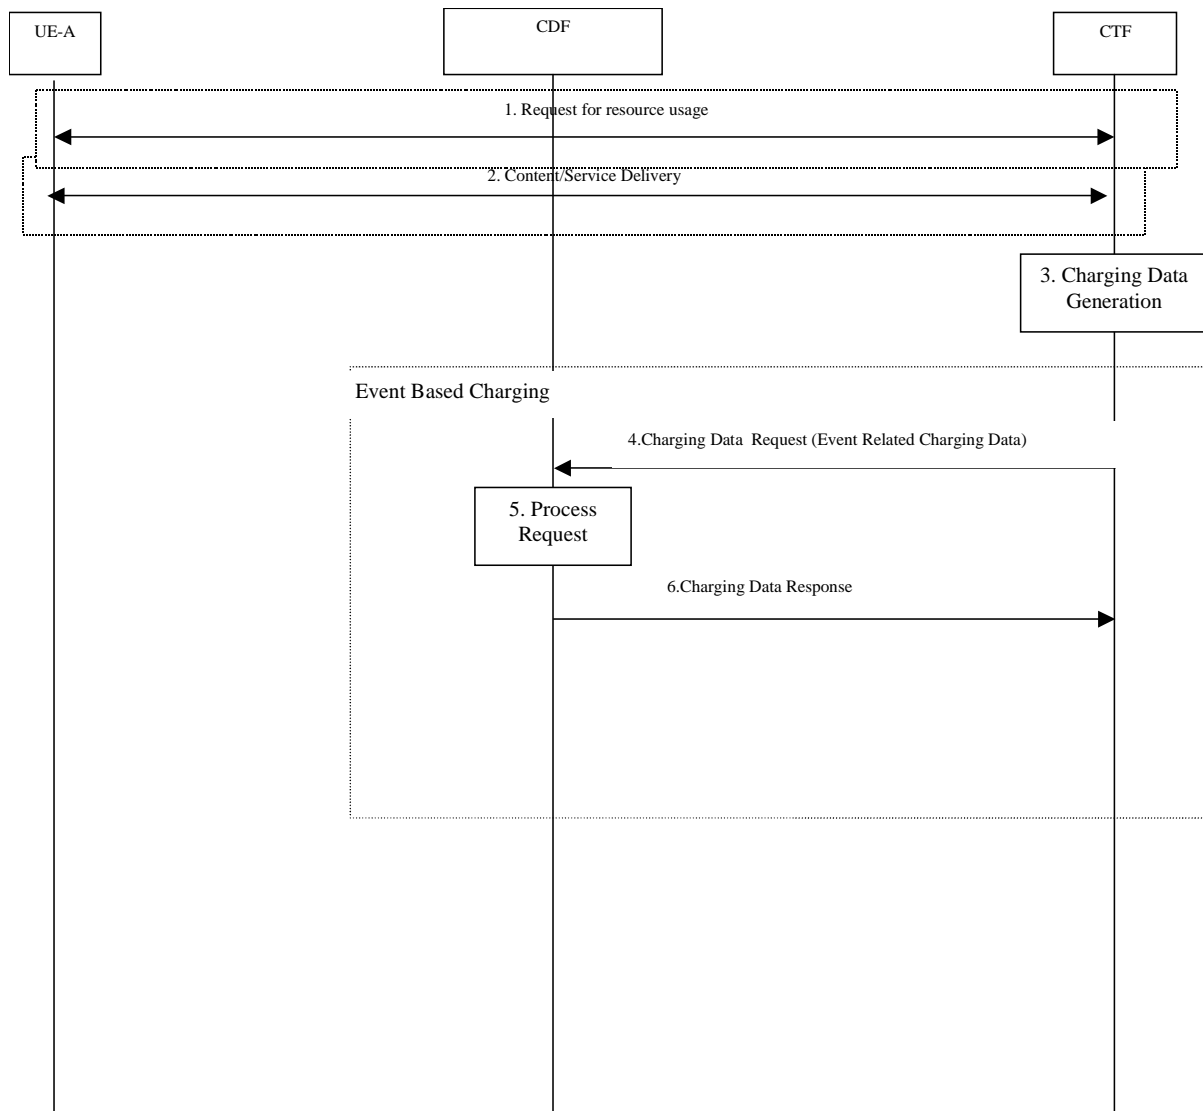 UE-A
CDF
CTF
1. Request for resource usage
2. Content/Service Delivery
3. Charging Data
Generation
Event Based Charging
4.Charging Data  Request (Event Related Charging Data)
5. Process
Request
6.Charging Data Response